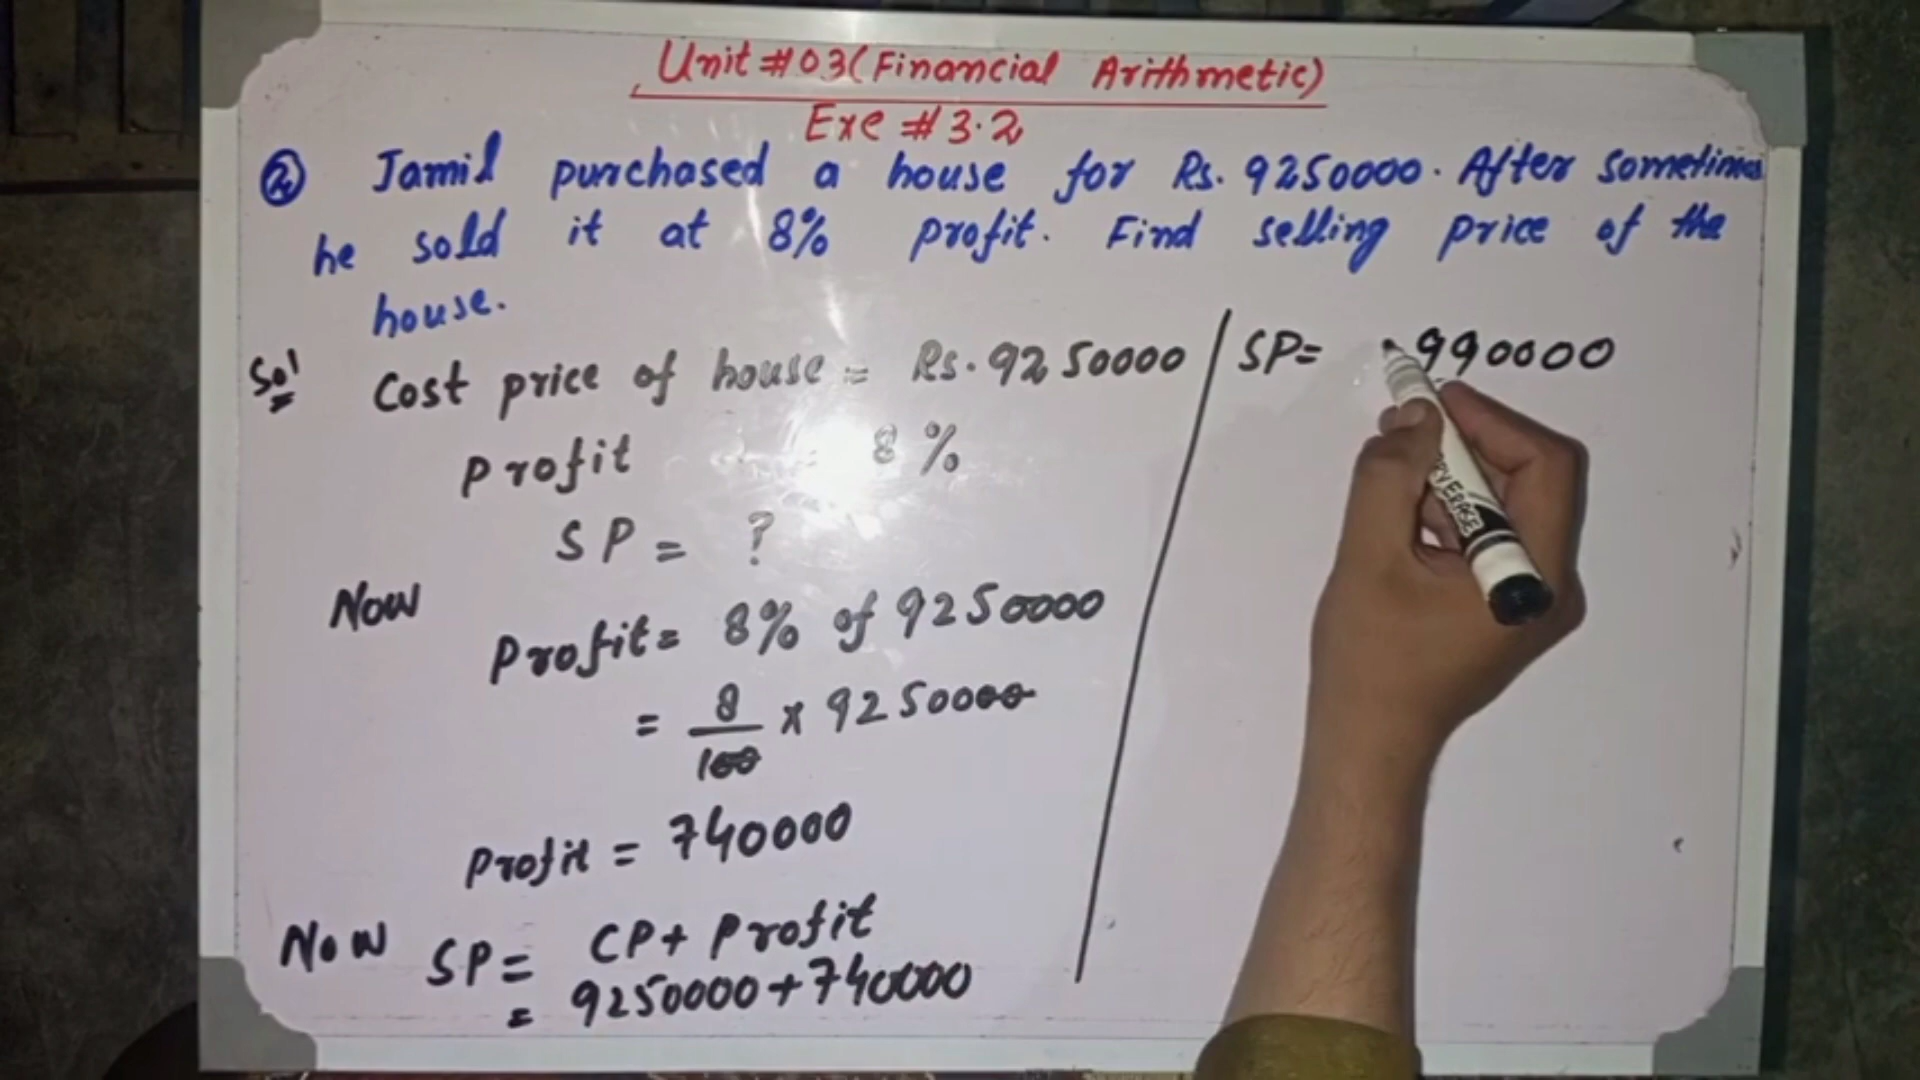 Unit #03(Financial Arithmetic)
Exe #3.2
② Jamil purchased a house for Rs. 9250000. After sometimes
he sold it at 8% profit. Find selling price of the
house.
Sol Cost price of house = Rs. 9250000
Profit = 8%
SP = ?
Now
Profit = 8% of 9250000
= 8/100 x 9250000
Profit = 740000
Now SP = CP + Profit
= 9250000 + 740000
SP = 990000